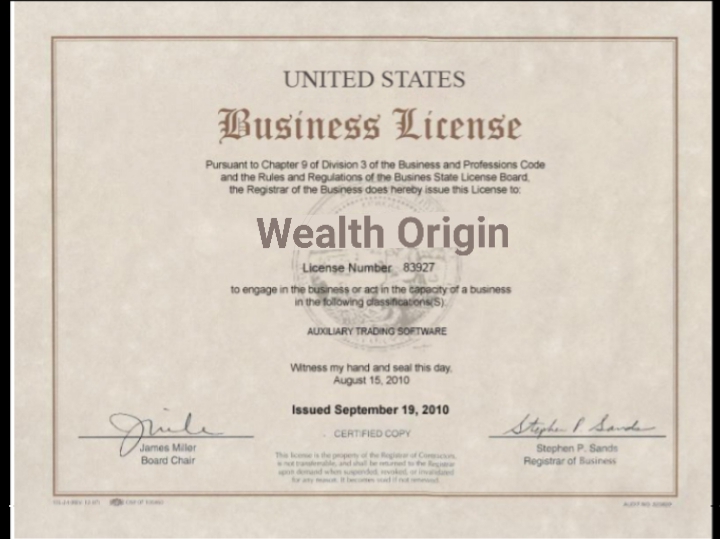 UNITED STATES
Business License
Pursuant to Chapter 9 of Division 3 of the Business and Professions Code
and the Rules and Regulations of the Busines State License Board,
the Registrar of the Business does hereby issue this License to:
Wealth Origin
License Number 83927
to engage in the business or act in the capacity of a business
in the following classifications(S):
AUXILIARY TRADING SOFTWARE
Witness my hand and seal this day,
August 15, 2010
Issued September 19, 2010
CERTIFIED COPY
Stephen P Sands
James Miller
Board Chair
Stephen P. Sands
Registrar of Business
This license is the property of the Registrar of Contractors,
is not transferable, and shall be returned to the Registrar
upon demand when suspended, revoked, or invalidated
for any reason. It becomes void if not renewed.